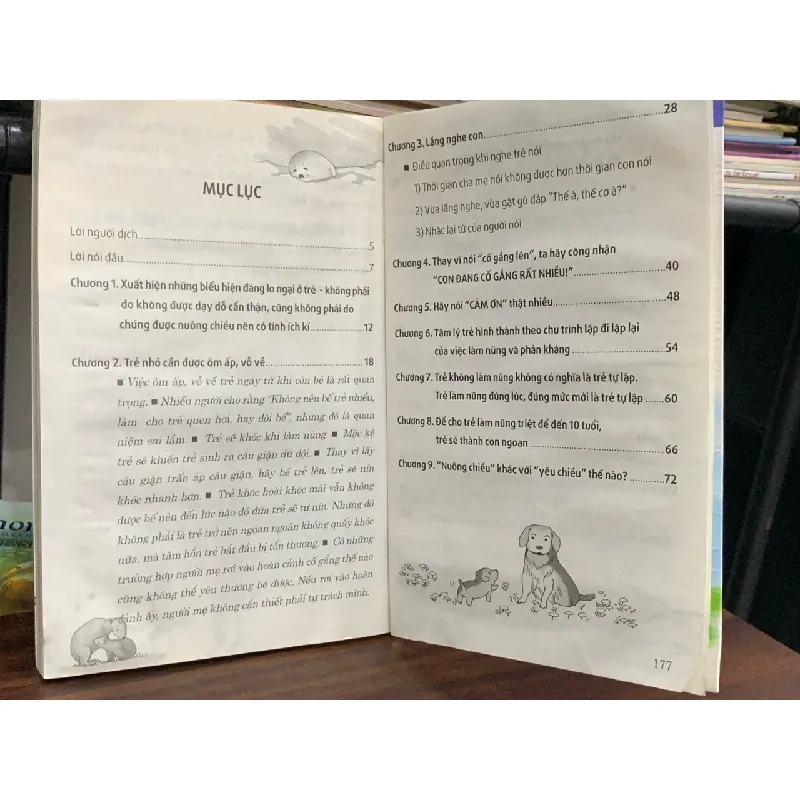 MỤC LỤC
Lời người dịch........5
Lời nói đầu........7
Chương 1. Xuất hiện những biểu hiện đáng lo ngại ở trẻ - không phải
do không được dạy dỗ cẩn thận, cũng không phải do
chúng được nuông chiều nên có tính ích kỉ........12
Chương 2. Trẻ nhỏ cần được ôm ấp, vỗ về........18
■ Việc ôm ấp, vỗ về trẻ ngay từ khi còn bé là rất quan
trọng. ■ Nhiều người cho rằng “Không nên bế trẻ nhiều,
làm cho trẻ quen hơi, hay đòi bế”, nhưng đó là quan
niệm sai lầm. ■ Trẻ sẽ khóc khi làm nũng ■ Mặc kệ
trẻ sẽ khiến trẻ sinh ra cáu giận dữ dội. ■ Thay vì lấy
cáu giận trấn áp cáu giận, hãy bế trẻ lên, trẻ sẽ nín
khóc nhanh hơn. ■ Trẻ khóc hoài khóc mãi vẫn không
được bế nên đến lúc nào đó đứa trẻ sẽ tự nín. Nhưng đó
không phải là trẻ trở nên ngoan ngoãn không quấy khóc
nữa, mà tâm hồn trẻ bắt đầu bị tổn thương. ■ Có những
trường hợp người mẹ rơi vào hoàn cảnh cố gắng thế nào
cũng không thể yêu thương bé được. Nếu rơi vào hoàn
cảnh ấy, người mẹ không cần thiết phải tự trách mình.
Chương 3. Lắng nghe con........28
■ Điều quan trọng khi nghe trẻ nói
1) Thời gian cha mẹ nói không được hơn thời gian con nói
2) Vừa lắng nghe, vừa gật gù đáp “Thế à, thế cơ à?”
3) Nhắc lại từ của người nói
Chương 4. Thay vì nói “cố gắng lên”, ta hãy công nhận
“CON ĐANG CỐ GẮNG RẤT NHIỀU!”........40
Chương 5. Hãy nói “CẢM ƠN” thật nhiều........48
Chương 6. Tâm lý trẻ hình thành theo chu trình lặp đi lặp lại
của việc làm nũng và phản kháng........54
Chương 7. Trẻ không làm nũng không có nghĩa là trẻ tự lập.
Trẻ làm nũng đúng lúc, đúng mức mới là trẻ tự lập........60
Chương 8. Để cho trẻ làm nũng triệt để đến 10 tuổi,
trẻ sẽ thành con ngoan........66
Chương 9. “Nuông chiều” khác với “yêu chiều” thế nào?........72
177